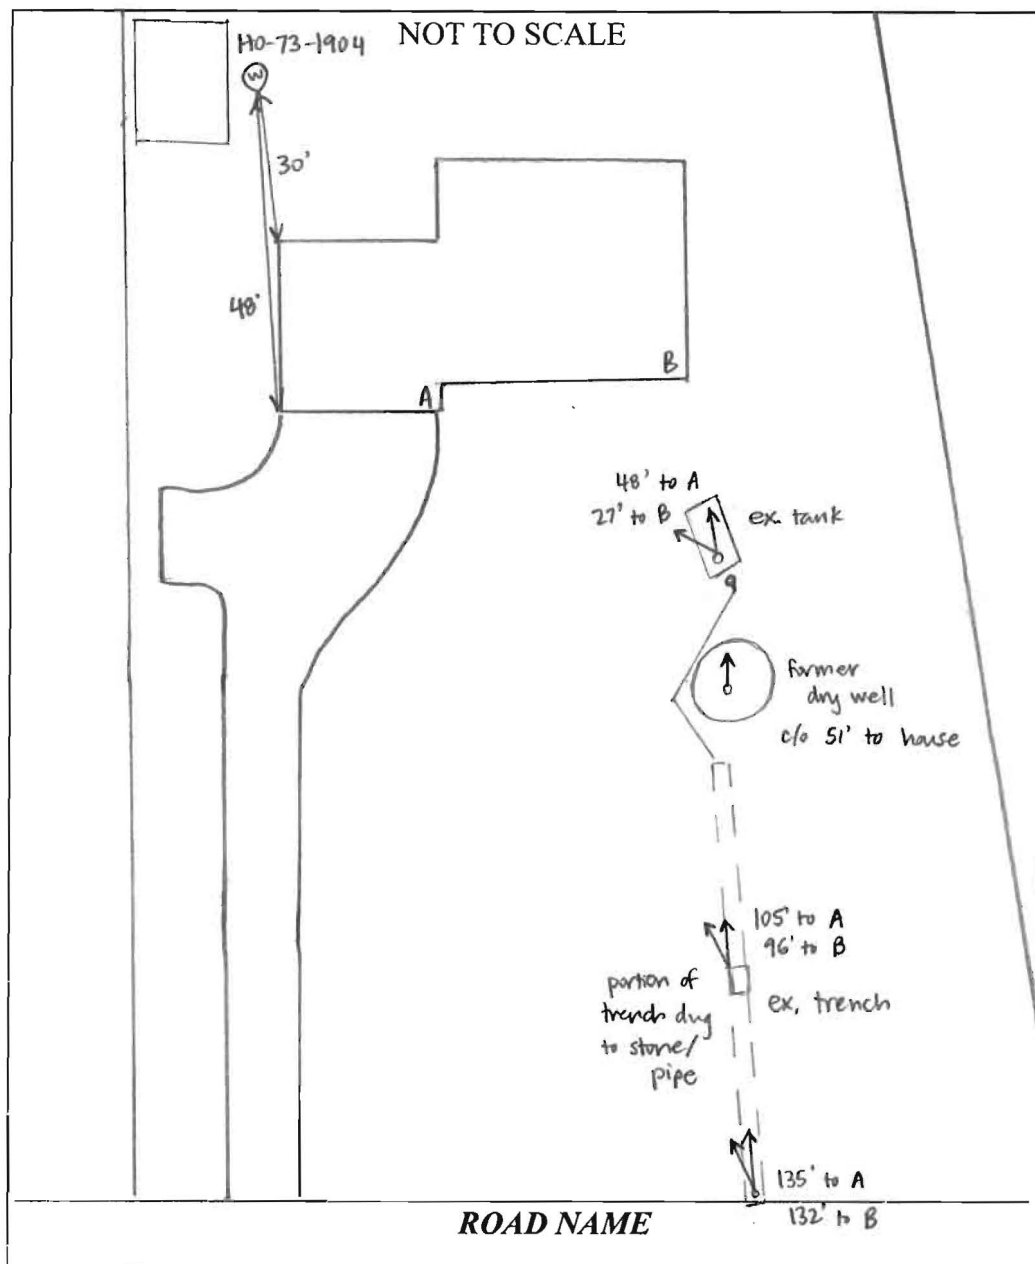 NOT TO SCALE
HO-73-1904
W
30'
48'
A
B
48' to A
27' to B
ex. tank
former
dry well
c/o 51' to house
105' to A
96' to B
portion of
trench dug
to stone/
pipe
ex. trench
135' to A
132' to B
ROAD NAME